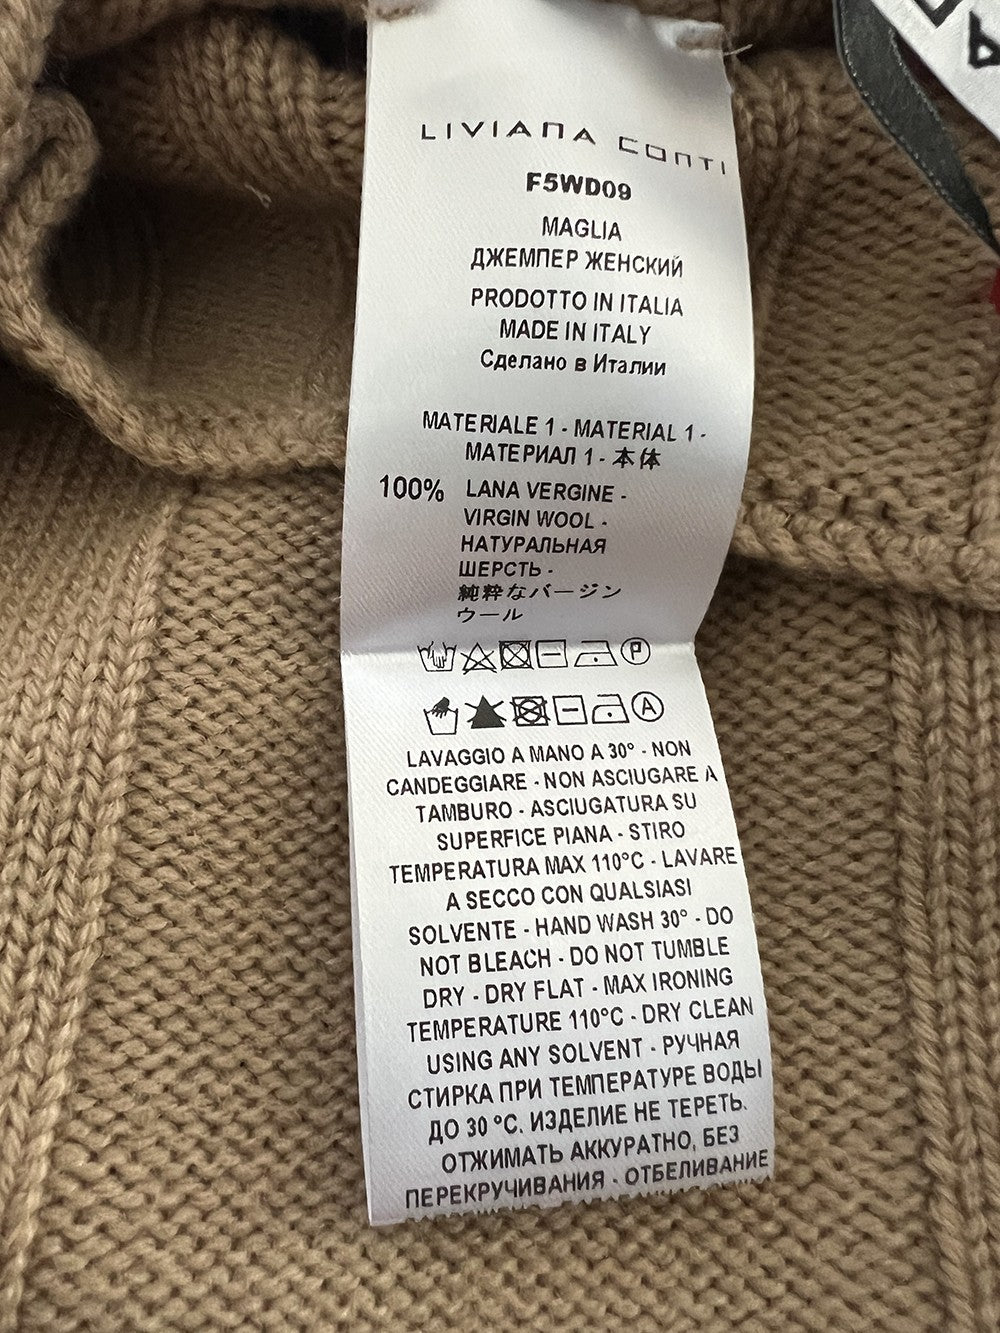 LIVIANA CONTI
F5WD09
MAGLIA
ДЖЕМПЕР ЖЕНСКИЙ
PRODOTTO IN ITALIA
MADE IN ITALY
Сделано в Италии
MATERIALE 1 - MATERIAL 1 -
МАТЕРИАЛ 1 - 本体
100% LANA VERGINE -
VIRGIN WOOL -
НАТУРАЛЬНАЯ
ШЕРСТЬ -
純粋なバージン
ウール
P
A
LAVAGGIO A MANO A 30° - NON
CANDEGGIARE - NON ASCIUGARE A
TAMBURO - ASCIUGATURA SU
SUPERFICE PIANA - STIRO
TEMPERATURA MAX 110°C - LAVARE
A SECCO CON QUALSIASI
SOLVENTE - HAND WASH 30° - DO
NOT BLEACH - DO NOT TUMBLE
DRY - DRY FLAT - MAX IRONING
TEMPERATURE 110°C - DRY CLEAN
USING ANY SOLVENT - РУЧНАЯ
СТИРКА ПРИ ТЕМПЕРАТУРЕ ВОДЫ
ДО 30 °C. ИЗДЕЛИЕ НЕ ТЕРЕТЬ.
ОТЖИМАТЬ АККУРАТНО, БЕЗ
ПЕРЕКРУЧИВАНИЯ - ОТБЕЛИВАНИЕ